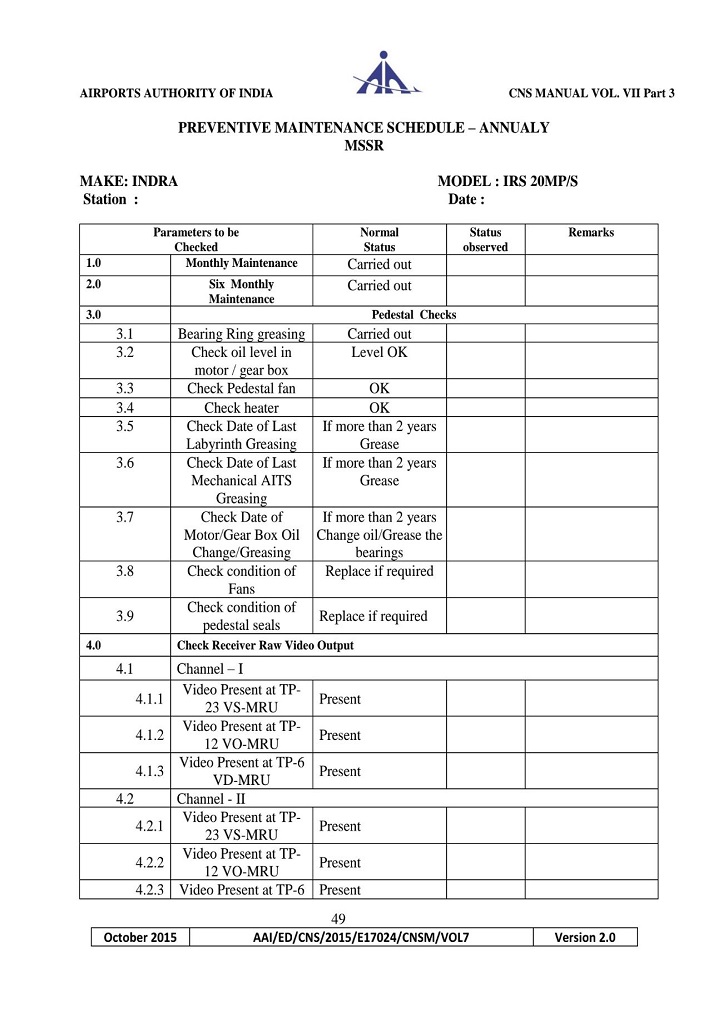 AIRPORTS AUTHORITY OF INDIA CNS MANUAL VOL. VII Part 3
PREVENTIVE MAINTENANCE SCHEDULE – ANNUALY
MSSR
MAKE: INDRA MODEL : IRS 20MP/S
Station : Date :
Parameters to be Normal Status Remarks
Checked Status observed
1.0 Monthly Maintenance Carried out
2.0 Six Monthly Carried out
Maintenance
3.0 Pedestal Checks
3.1 Bearing Ring greasing Carried out
3.2 Check oil level in Level OK
motor / gear box
3.3 Check Pedestal fan OK
3.4 Check heater OK
3.5 Check Date of Last If more than 2 years
Labyrinth Greasing Grease
3.6 Check Date of Last If more than 2 years
Mechanical AITS Grease
Greasing
3.7 Check Date of If more than 2 years
Motor/Gear Box Oil Change oil/Grease the
Change/Greasing bearings
3.8 Check condition of Replace if required
Fans
3.9 Check condition of Replace if required
pedestal seals
4.0 Check Receiver Raw Video Output
4.1 Channel – I
4.1.1 Video Present at TP- Present
23 VS-MRU
4.1.2 Video Present at TP- Present
12 VO-MRU
4.1.3 Video Present at TP-6 Present
VD-MRU
4.2 Channel - II
4.2.1 Video Present at TP- Present
23 VS-MRU
4.2.2 Video Present at TP- Present
12 VO-MRU
4.2.3 Video Present at TP-6 Present
49
October 2015 AAI/ED/CNS/2015/E17024/CNSM/VOL7 Version 2.0